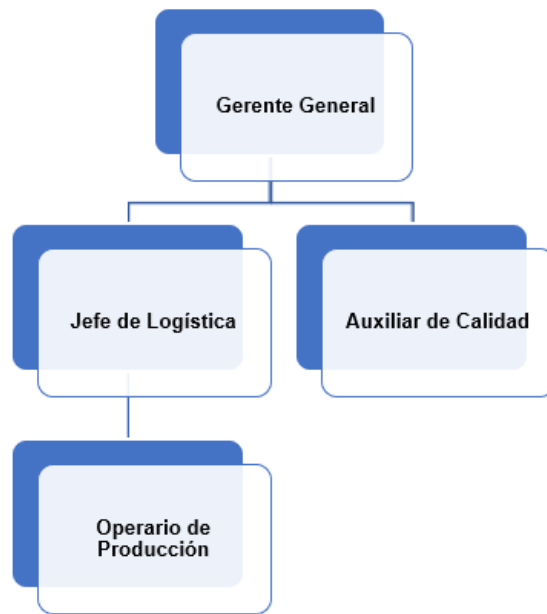 Gerente General
Jefe de Logística
Auxiliar de Calidad
Operario de
Producción